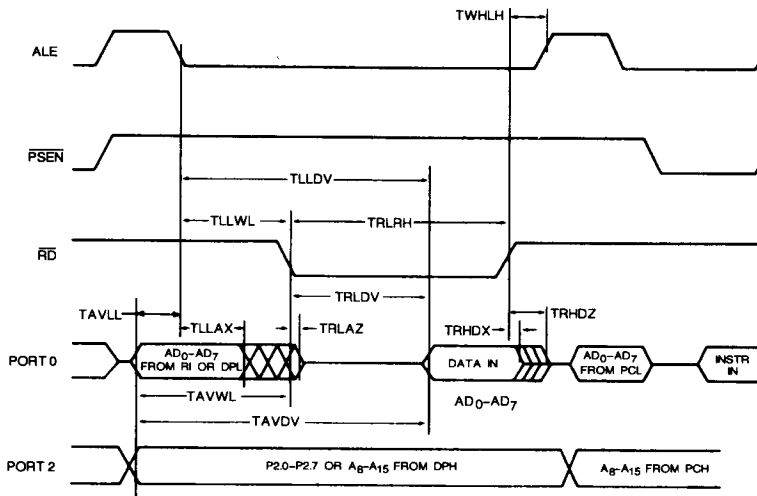 TWHLH
ALE
PSEN
TLLDV
TLLWL
TRLRH
RD
TAVLL
TLLAX
TRLDV
TRLAZ
TRHDX
TRHDZ
PORT 0
AD0–AD7
FROM RI OR DPL
DATA IN
AD0–AD7
FROM PCL
INSTR
IN
TAVWL
AD0–AD7
TAVDV
PORT 2
P2.0–P2.7 OR A8–A15 FROM DPH
A8–A15 FROM PCH